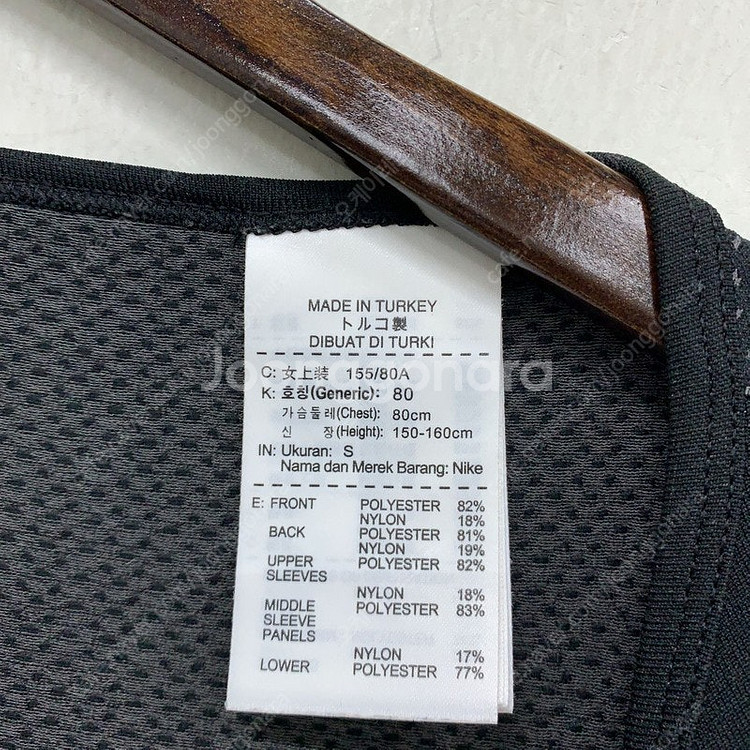 MADE IN TURKEY
トルコ製
DIBUAT DI TURKI
C: 女上装 155/80A
K: 호칭(Generic): 80
가슴둘레(Chest): 80cm
신 장(Height): 150-160cm
IN: Ukuran: S
Nama dan Merek Barang: Nike
E: FRONT POLYESTER 82%
NYLON 18%
BACK POLYESTER 81%
NYLON 19%
UPPER POLYESTER 82%
SLEEVES
NYLON 18%
MIDDLE POLYESTER 83%
SLEEVE
PANELS
NYLON 17%
LOWER POLYESTER 77%
Joonggonara